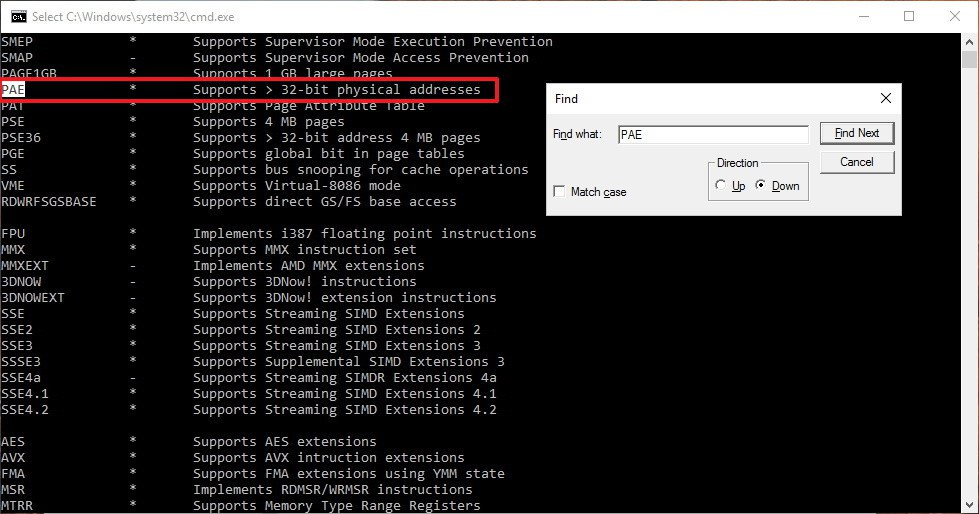 Select C:\Windows\system32\cmd.exe
SMEP * Supports Supervisor Mode Execution Prevention
SMAP - Supports Supervisor Mode Access Prevention
PAGE1GB * Supports 1 GB large pages
PAE * Supports > 32-bit physical addresses
PAT * Supports Page Attribute Table
PSE * Supports 4 MB pages
PSE36 * Supports > 32-bit address 4 MB pages
PGE * Supports global bit in page tables
SS * Supports bus snooping for cache operations
VME * Supports Virtual-8086 mode
RDWRFSGSBASE * Supports direct GS/FS base access
FPU * Implements i387 floating point instructions
MMX * Supports MMX instruction set
MMXEXT - Implements AMD MMX extensions
3DNOW - Supports 3DNow! instructions
3DNOWEXT - Supports 3DNow! extension instructions
SSE * Supports Streaming SIMD Extensions
SSE2 * Supports Streaming SIMD Extensions 2
SSE3 * Supports Streaming SIMD Extensions 3
SSSE3 * Supports Supplemental SIMD Extensions 3
SSE4a - Supports Streaming SIMDR Extensions 4a
SSE4.1 * Supports Streaming SIMD Extensions 4.1
SSE4.2 * Supports Streaming SIMD Extensions 4.2
AES * Supports AES extensions
AVX * Supports AVX intruction extensions
FMA * Supports FMA extensions using YMM state
MSR * Implements RDMSR/WRMSR instructions
MTRR * Supports Memory Type Range Registers
Find
Find what: PAE
Find Next
Cancel
Direction
Up Down
Match case